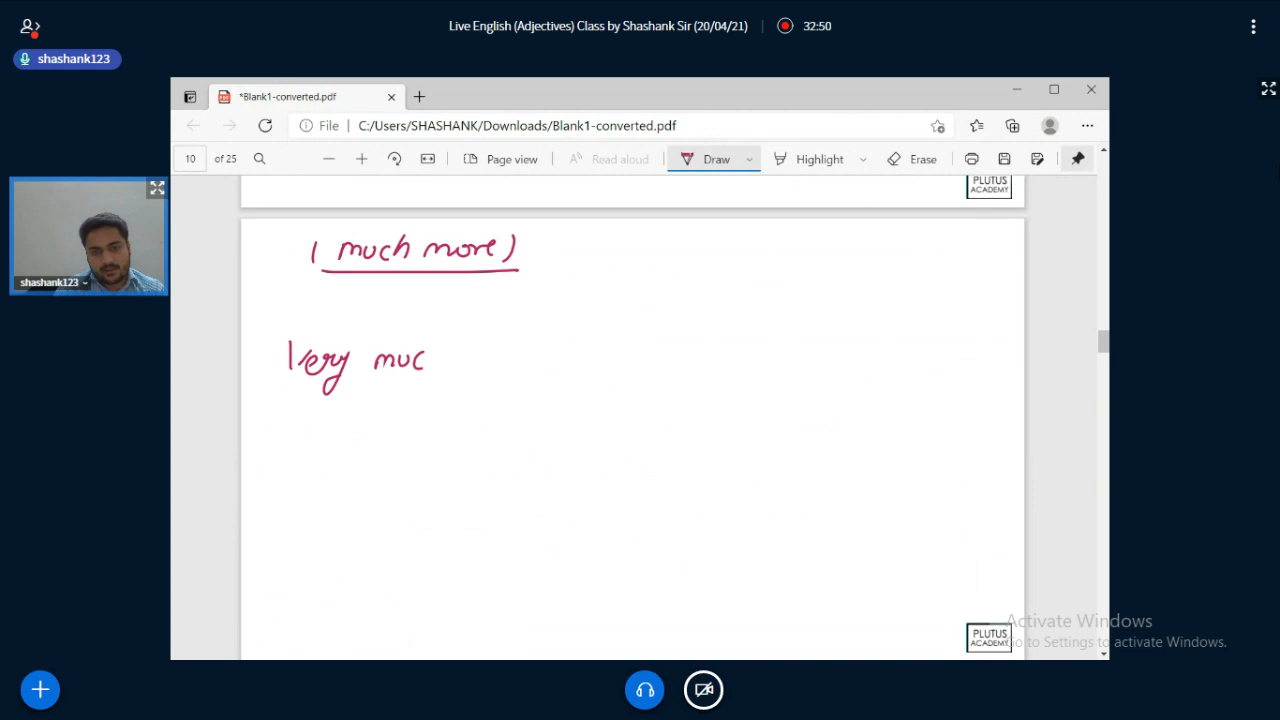 Live English (Adjectives) Class by Shashank Sir (20/04/21)
32:50
shashank123
*Blank1-converted.pdf
File
C:/Users/SHASHANK/Downloads/Blank1-converted.pdf
10 of 25
Page view
Read aloud
Draw
Highlight
Erase
PLUTUS
ACADEMY
(much more)
shashank123
Very muc
Activate Windows
Go to Settings to activate Windows.
PLUTUS
ACADEMY